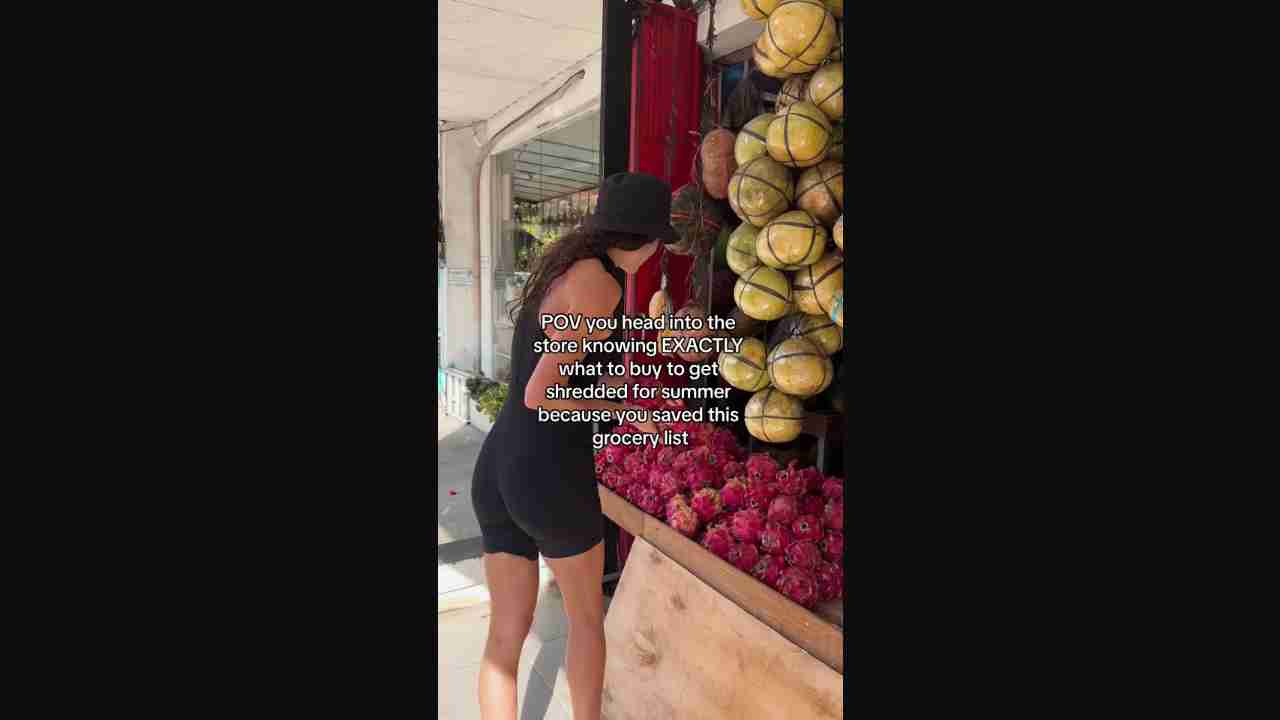 POV you head into the
store knowing EXACTLY
what to buy to get
shredded for summer
because you saved this
grocery list